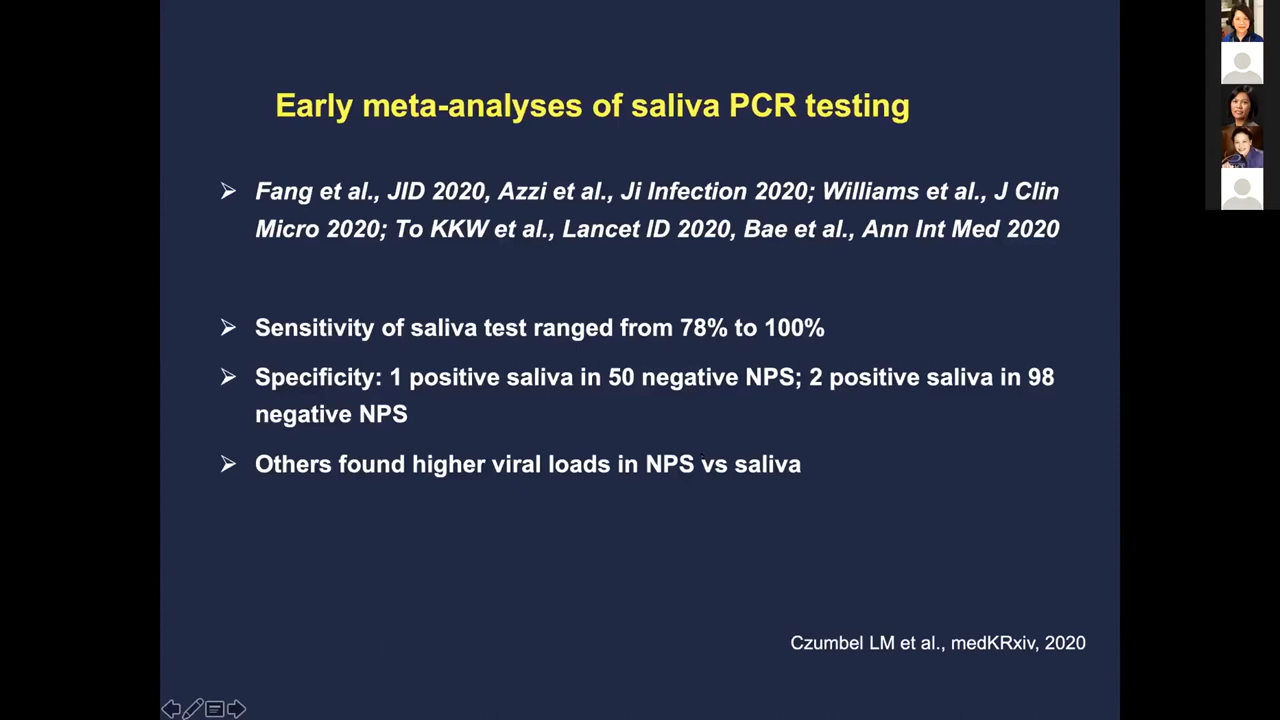 Early meta-analyses of saliva PCR testing
Fang et al., JID 2020, Azzi et al., Ji Infection 2020; Williams et al., J Clin
Micro 2020; To KKW et al., Lancet ID 2020, Bae et al., Ann Int Med 2020
Sensitivity of saliva test ranged from 78% to 100%
Specificity: 1 positive saliva in 50 negative NPS; 2 positive saliva in 98
negative NPS
Others found higher viral loads in NPS vs saliva
Czumbel LM et al., medKRxiv, 2020